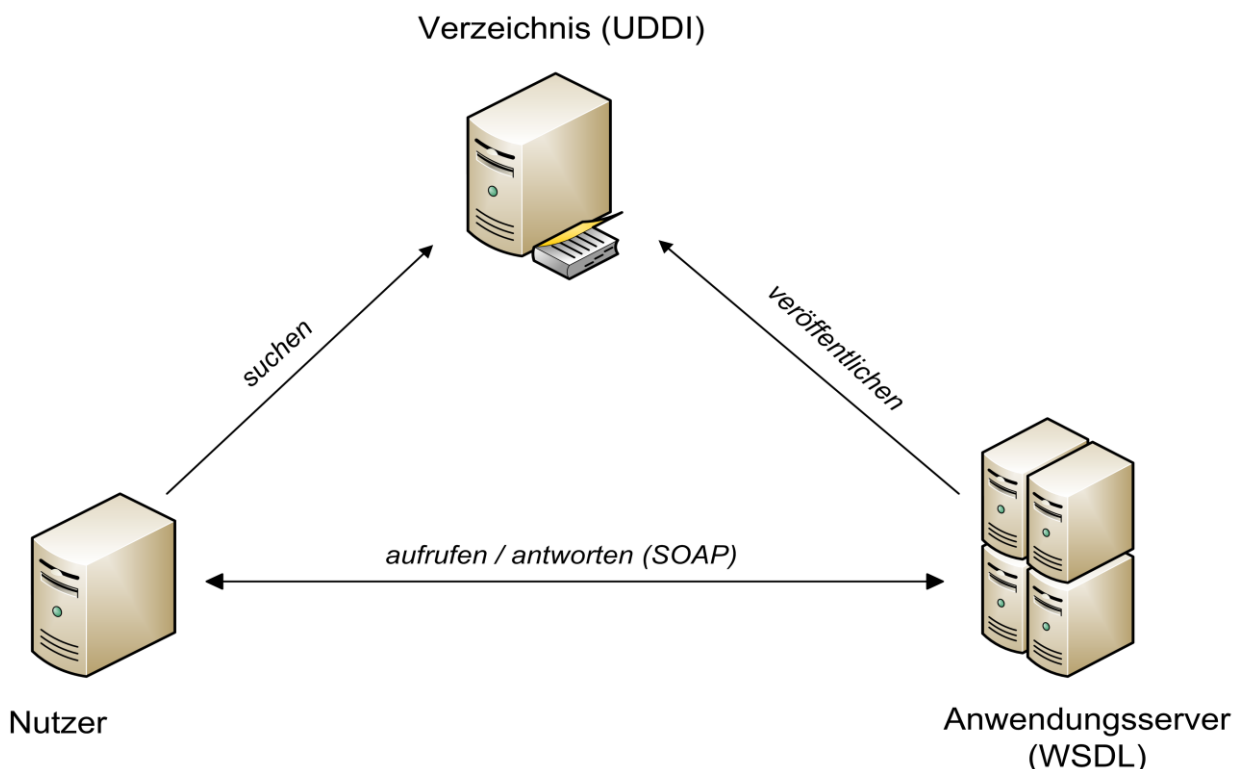 Verzeichnis (UDDI)
suchen
veröffentlichen
aufrufen / antworten (SOAP)
Nutzer
Anwendungsserver
(WSDL)